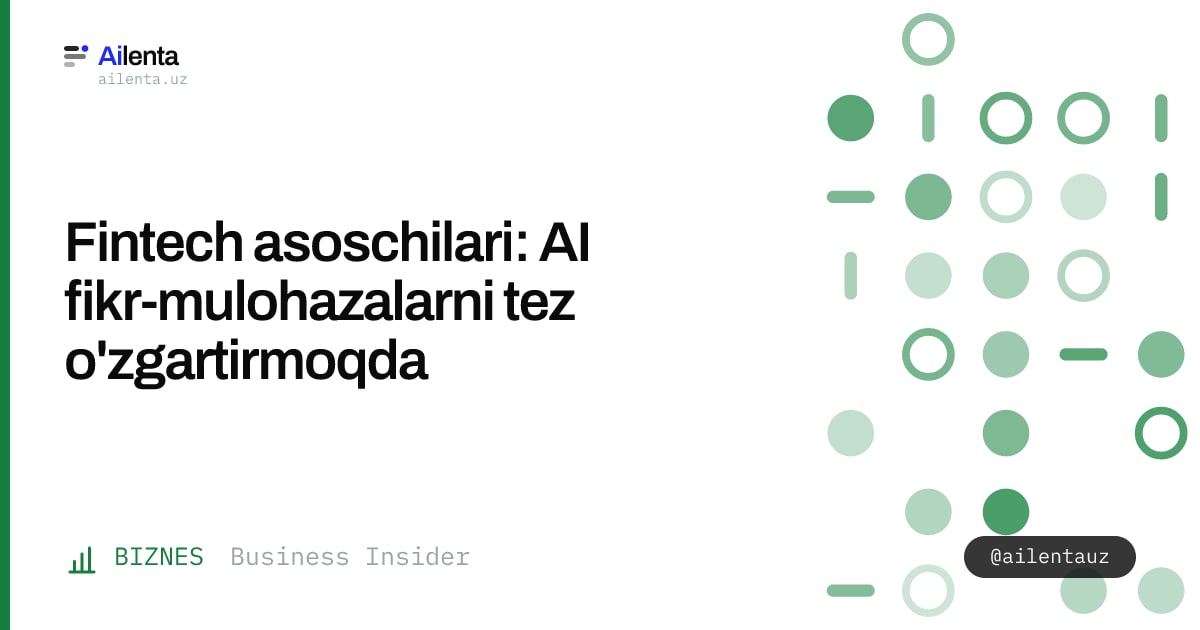 Ailenta
ailenta.uz
Fintech asoschilari: AI
fikr-mulohazalarni tez
o'zgartirmoqda
BIZNES Business Insider
@ailentauz